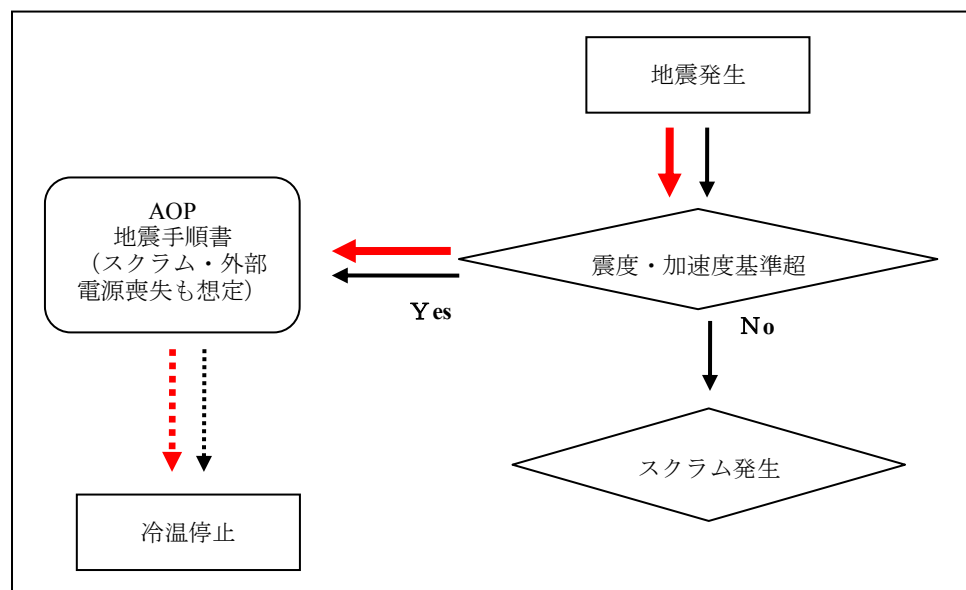 地震発生
AOP
地震手順書
（スクラム・外部
電源喪失も想定）
震度・加速度基準超
Ｙes
Ｎo
スクラム発生
冷温停止